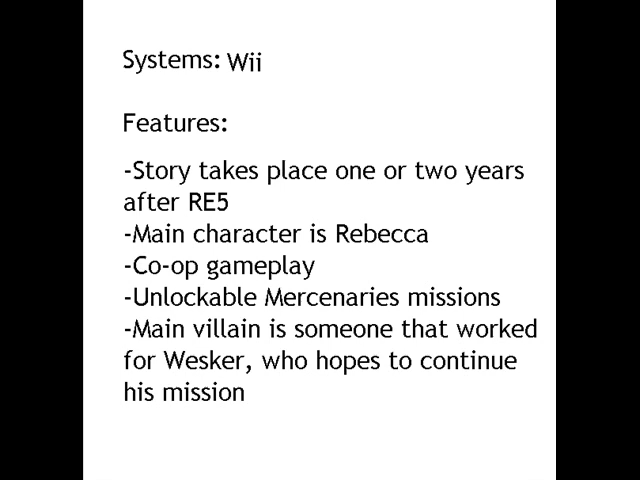 Systems: Wii
Features:
-Story takes place one or two years
after RE5
-Main character is Rebecca
-Co-op gameplay
-Unlockable Mercenaries missions
-Main villain is someone that worked
for Wesker, who hopes to continue
his mission